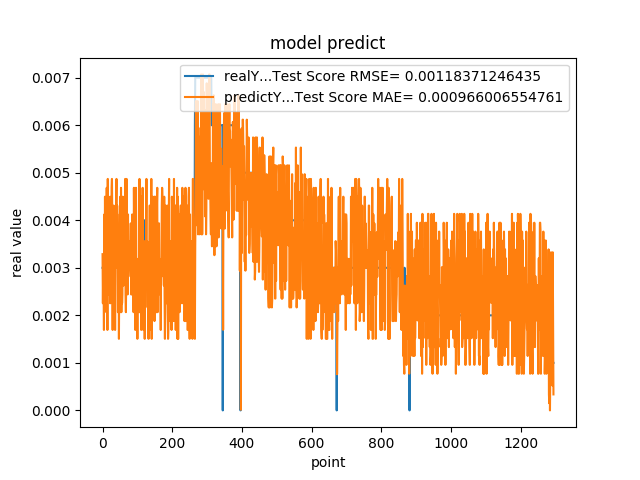 model predict
realY...Test Score RMSE= 0.00118371246435
predictY...Test Score MAE= 0.000966006554761
real value
0.007
0.006
0.005
0.004
0.003
0.002
0.001
0.000
0 200 400 600 800 1000 1200
point